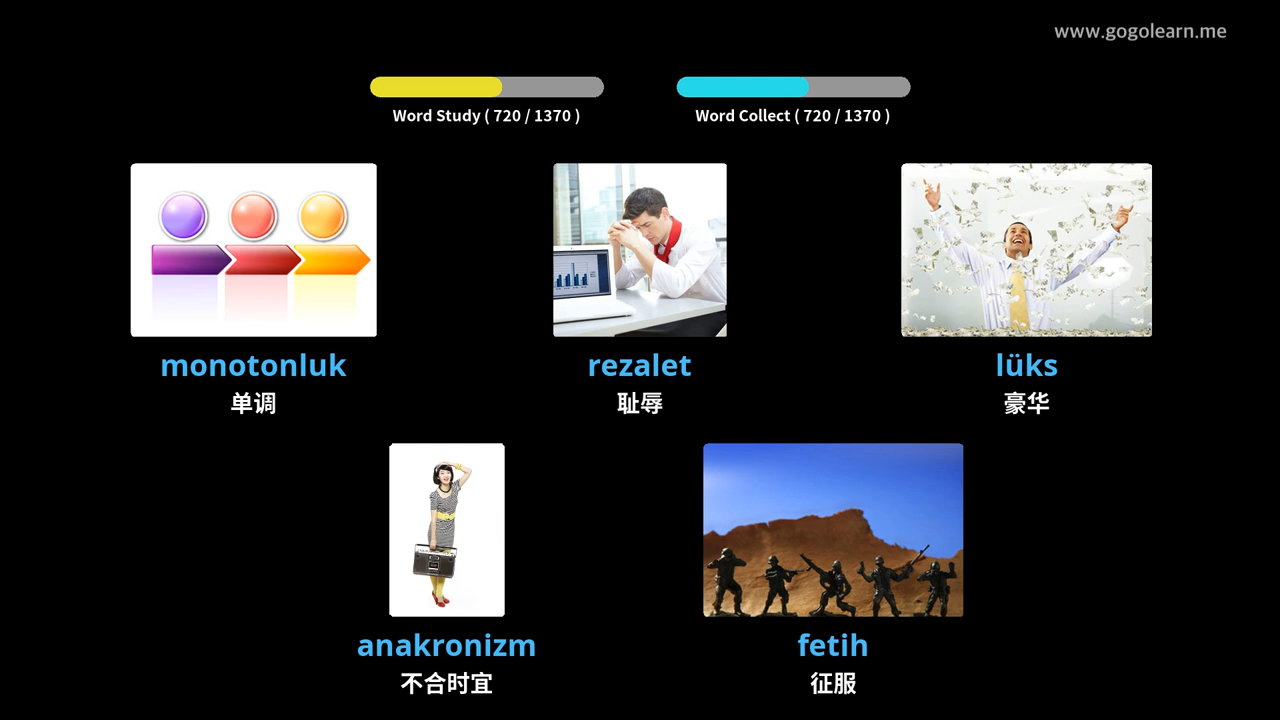 www.gogolearn.me
Word Study ( 720 / 1370 )
Word Collect ( 720 / 1370 )
monotonluk
单调
rezalet
耻辱
lüks
豪华
anakronizm
不合时宜
fetih
征服